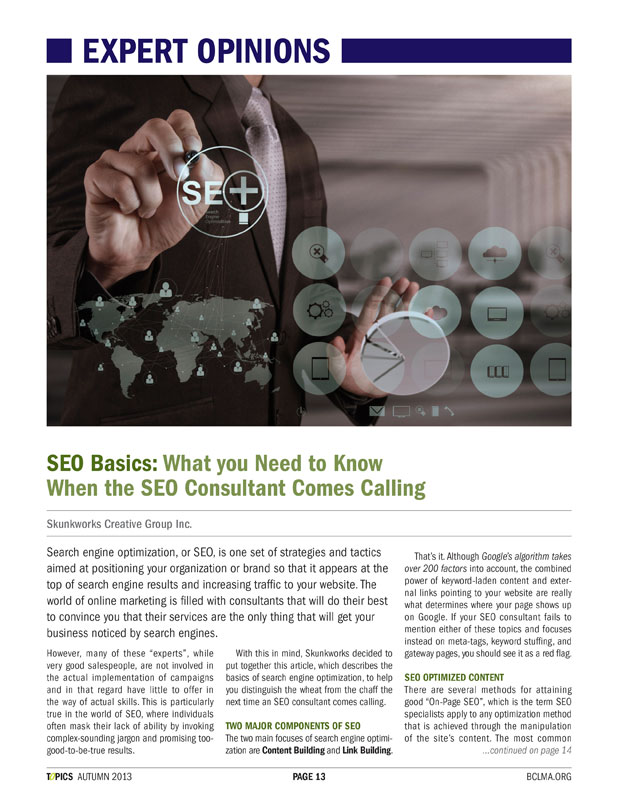 EXPERT OPINIONS
SE+
Search
Engine
Optimization
SEO Basics: What you Need to Know
When the SEO Consultant Comes Calling
Skunkworks Creative Group Inc.
Search engine optimization, or SEO, is one set of strategies and tactics
aimed at positioning your organization or brand so that it appears at the
top of search engine results and increasing traffic to your website. The
world of online marketing is filled with consultants that will do their best
to convince you that their services are the only thing that will get your
business noticed by search engines.
However, many of these “experts”, while
very good salespeople, are not involved in
the actual implementation of campaigns
and in that regard have little to offer in
the way of actual skills. This is particularly
true in the world of SEO, where individuals
often mask their lack of ability by invoking
complex-sounding jargon and promising too-
good-to-be-true results.
With this in mind, Skunkworks decided to
put together this article, which describes the
basics of search engine optimization, to help
you distinguish the wheat from the chaff the
next time an SEO consultant comes calling.
TWO MAJOR COMPONENTS OF SEO
The two main focuses of search engine optimi-
zation are Content Building and Link Building.
That’s it. Although Google’s algorithm takes
over 200 factors into account, the combined
power of keyword-laden content and exter-
nal links pointing to your website are really
what determines where your page shows up
on Google. If your SEO consultant fails to
mention either of these topics and focuses
instead on meta-tags, keyword stuffing, and
gateway pages, you should see it as a red flag.
SEO OPTIMIZED CONTENT
There are several methods for attaining
good “On-Page SEO”, which is the term SEO
specialists apply to any optimization method
that is achieved through the manipulation
of the site’s content. The most common
...continued on page 14
TOPICS AUTUMN 2013
PAGE 13
BCLMA.ORG